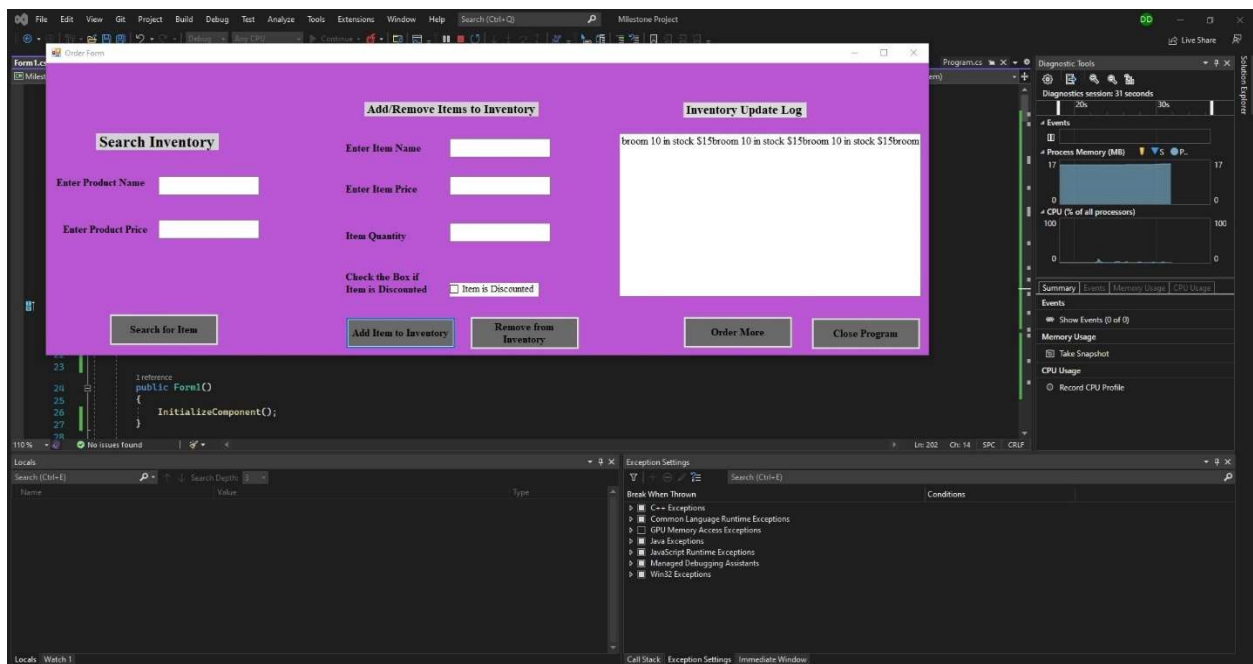 File Edit View Git Project Build Debug Test Analyze Tools Extensions Window Help Search (Ctrl+Q) Milestone Project DD
Debug Any CPU Continue Live Share
Order Form
Form1.cs Program.cs Diagnostic Tools Solution Explorer
Diagnostics session: 31 seconds
20s 30s
Events
Process Memory (MB) S P..
17 17
0 0
CPU (% of all processors)
100 100
0 0
Summary Events Memory Usage CPU Usage
Events
Show Events (0 of 0)
Memory Usage
Take Snapshot
CPU Usage
Record CPU Profile
Search Inventory
Enter Product Name
Enter Product Price
Search for Item
Add/Remove Items to Inventory
Enter Item Name
Enter Item Price
Item Quantity
Check the Box if
Item is Discounted
Item is Discounted
Add Item to Inventory
Remove from
Inventory
Inventory Update Log
broom 10 in stock $15broom 10 in stock $15broom 10 in stock $15broom
Order More
Close Program
23
1 reference
24 public Form1()
25 {
26 InitializeComponent();
27 }
28
110% No issues found Ln: 202 Ch: 14 SPC CRLF
Locals
Search (Ctrl+E) Search Depth: 3
Name Value Type
Locals Watch 1
Exception Settings
Search (Ctrl+E)
Break When Thrown Conditions
C++ Exceptions
Common Language Runtime Exceptions
GPU Memory Access Exceptions
Java Exceptions
JavaScript Runtime Exceptions
Managed Debugging Assistants
Win32 Exceptions
Call Stack Exception Settings Immediate Window